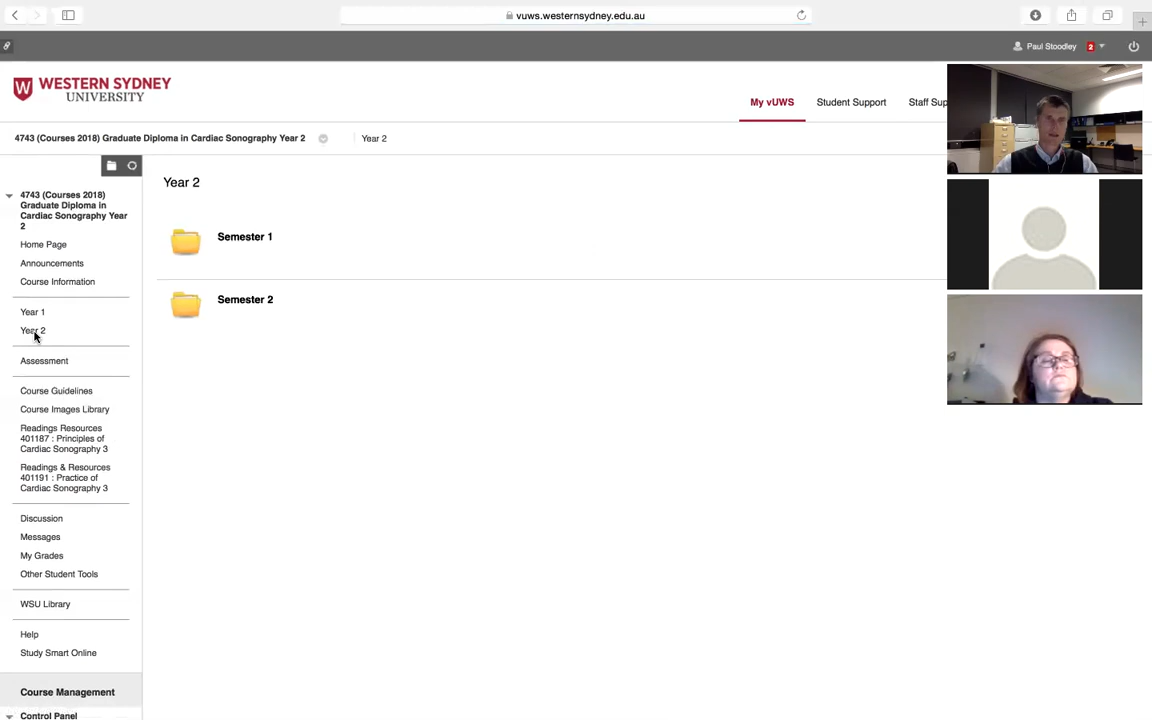 vuws.westernsydney.edu.au
Paul Stoodley
2
W WESTERN SYDNEY
UNIVERSITY
My vUWS
Student Support
Staff Sup
4743 (Courses 2018) Graduate Diploma in Cardiac Sonography Year 2
Year 2
4743 (Courses 2018)
Graduate Diploma in
Cardiac Sonography Year
2
Home Page
Announcements
Course Information
Year 1
Year 2
Assessment
Course Guidelines
Course Images Library
Readings Resources
401187 : Principles of
Cardiac Sonography 3
Readings & Resources
401191 : Practice of
Cardiac Sonography 3
Discussion
Messages
My Grades
Other Student Tools
WSU Library
Help
Study Smart Online
Course Management
Control Panel
Year 2
Semester 1
Semester 2